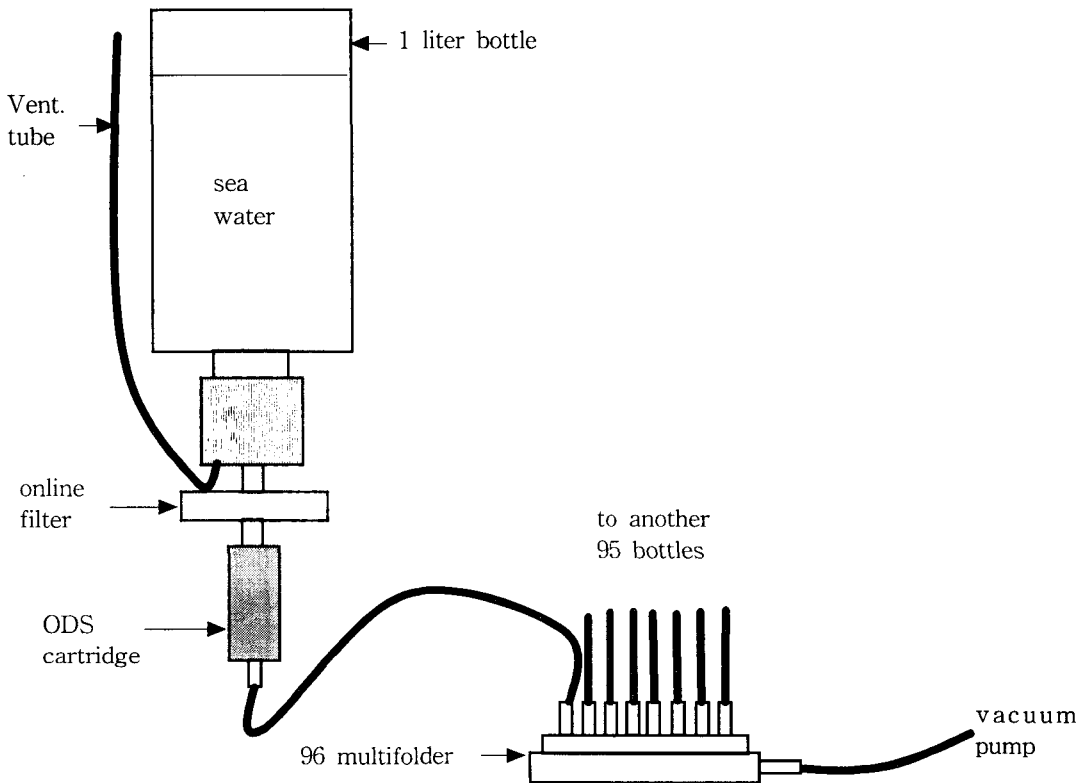 1 liter bottle
Vent.
tube
sea
water
online
filter
to another
95 bottles
ODS
cartridge
96 multifolder
vacuum
pump